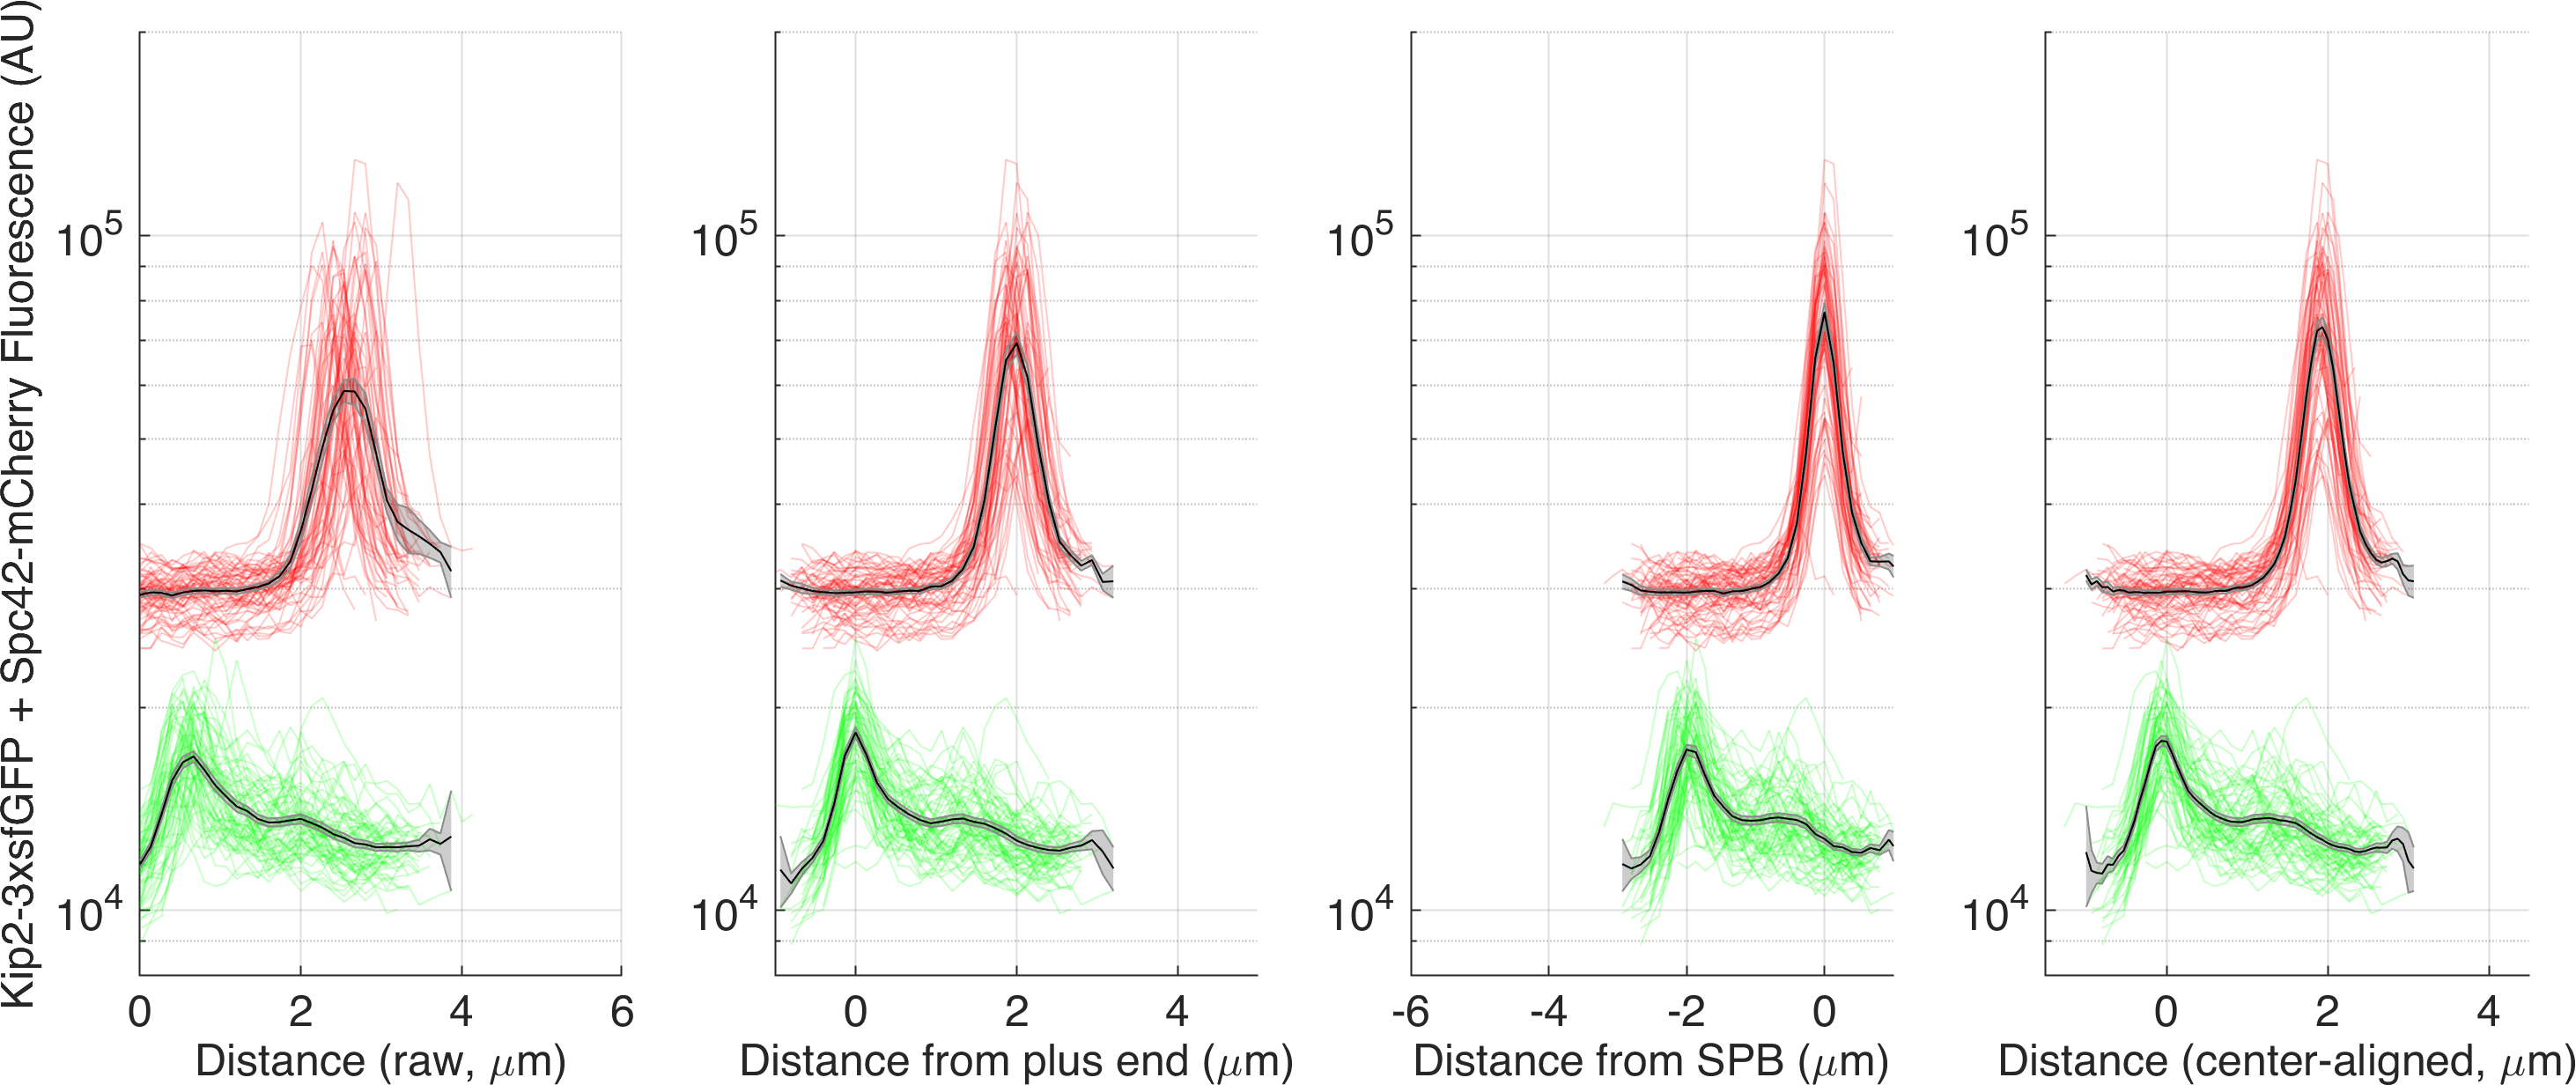 Kip2-3xsfGFP + Spc42-mCherry Fluorescence (AU)
10^5
10^4
0 2 4 6
Distance (raw, μm)
10^5
10^4
0 2 4
Distance from plus end (μm)
10^5
10^4
-6 -4 -2 0
Distance from SPB (μm)
10^5
10^4
0 2 4
Distance (center-aligned, μm)